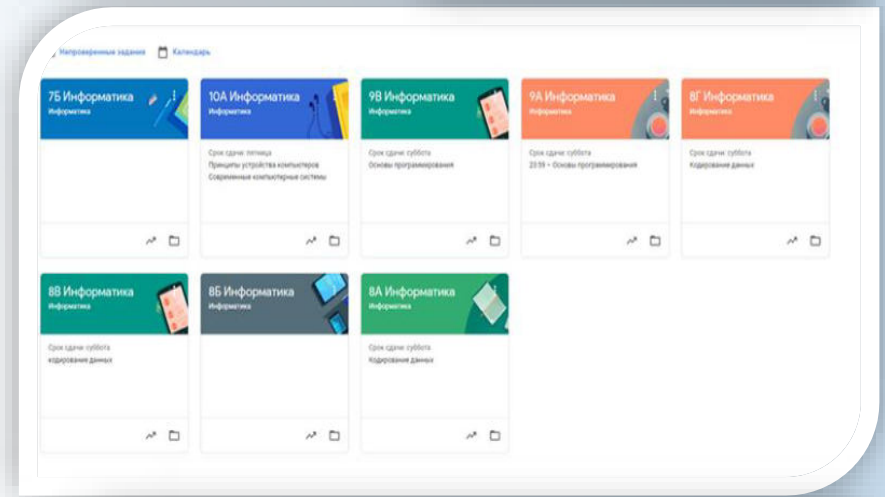 Непроверенные задания
Календарь
7Б Информатика
Информатика
10А Информатика
Информатика
Срок сдачи: пятница
Принципы устройства компьютеров
Современные компьютерные системы
9В Информатика
Информатика
Срок сдачи: суббота
Основы программирования
9А Информатика
Информатика
Срок сдачи: суббота
23:59 – Основы программирования
8Г Информатика
Информатика
Срок сдачи: суббота
Кодирование данных
8В Информатика
Информатика
Срок сдачи: суббота
кодирование данных
8Б Информатика
Информатика
8А Информатика
Информатика
Срок сдачи: суббота
Кодирование данных